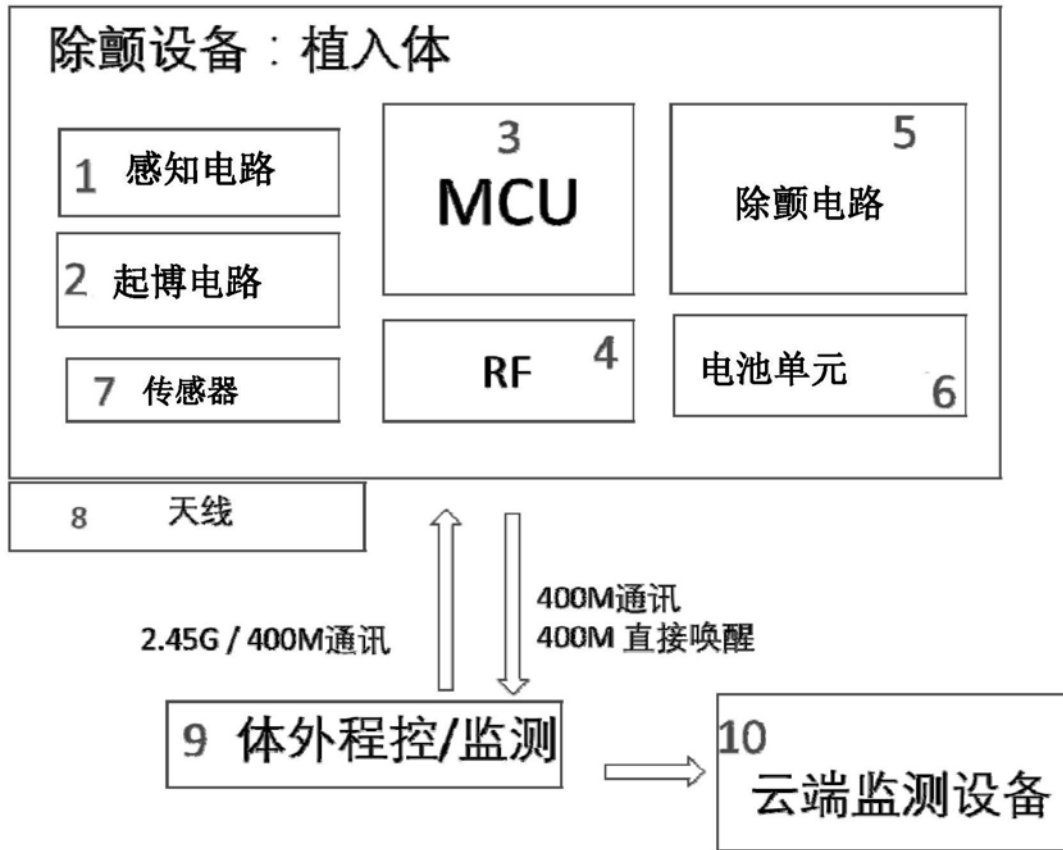 除颤设备：植入体
1 感知电路
3
MCU
5
除颤电路
2 起博电路
RF 4
电池单元
6
7 传感器
8 天线
2.45G / 400M通讯
400M通讯
400M 直接唤醒
9 体外程控/监测
10
云端监测设备